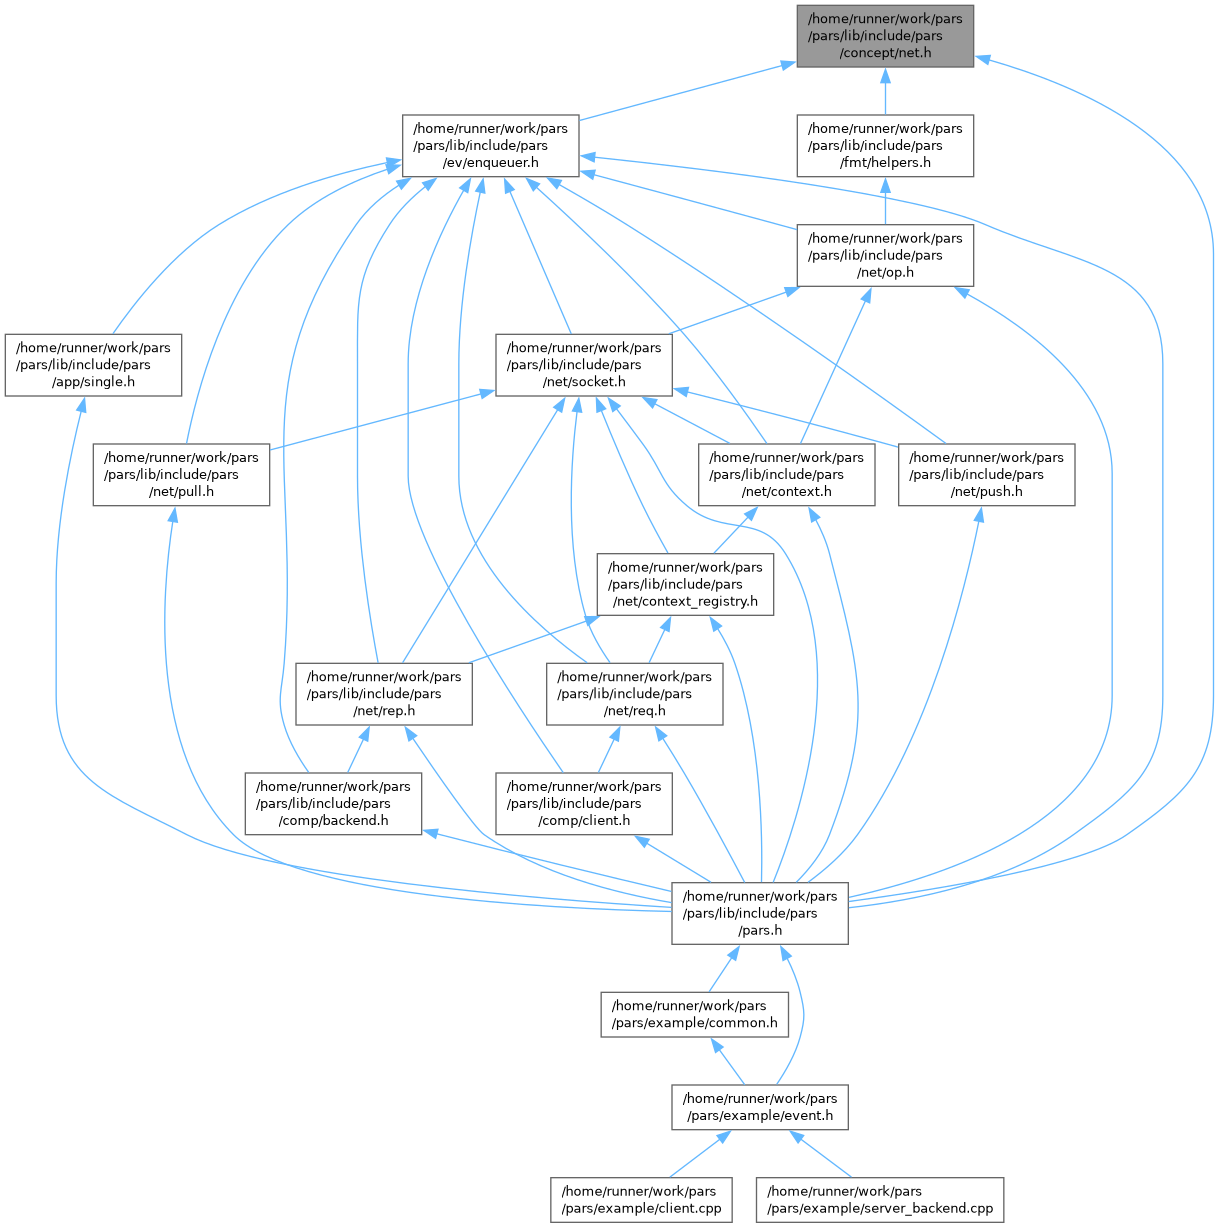 /home/runner/work/pars
/pars/lib/include/pars
/concept/net.h
/home/runner/work/pars
/pars/lib/include/pars
/ev/enqueuer.h
/home/runner/work/pars
/pars/lib/include/pars
/fmt/helpers.h
/home/runner/work/pars
/pars/lib/include/pars
/net/op.h
/home/runner/work/pars
/pars/lib/include/pars
/app/single.h
/home/runner/work/pars
/pars/lib/include/pars
/net/socket.h
/home/runner/work/pars
/pars/lib/include/pars
/net/pull.h
/home/runner/work/pars
/pars/lib/include/pars
/net/context.h
/home/runner/work/pars
/pars/lib/include/pars
/net/push.h
/home/runner/work/pars
/pars/lib/include/pars
/net/context_registry.h
/home/runner/work/pars
/pars/lib/include/pars
/net/rep.h
/home/runner/work/pars
/pars/lib/include/pars
/net/req.h
/home/runner/work/pars
/pars/lib/include/pars
/comp/backend.h
/home/runner/work/pars
/pars/lib/include/pars
/comp/client.h
/home/runner/work/pars
/pars/lib/include/pars
/pars.h
/home/runner/work/pars
/pars/example/common.h
/home/runner/work/pars
/pars/example/event.h
/home/runner/work/pars
/pars/example/client.cpp
/home/runner/work/pars
/pars/example/server_backend.cpp